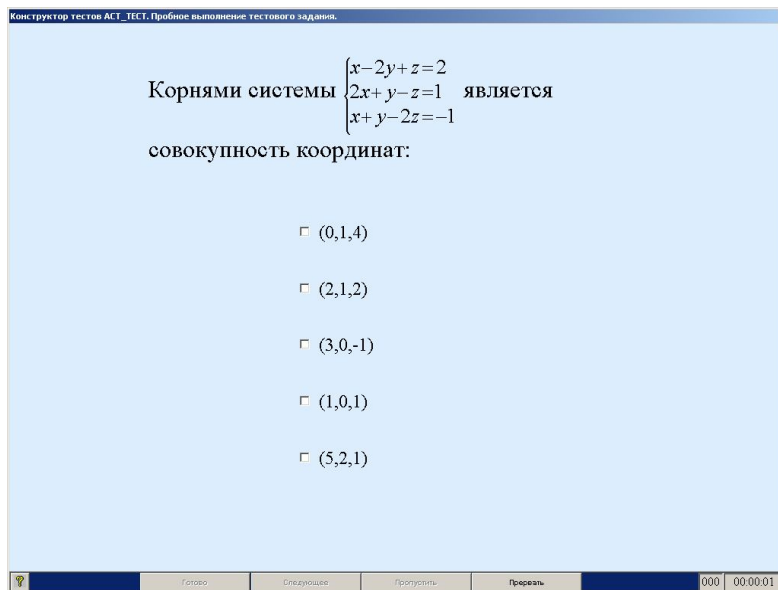 Конструктор тестов АСТ_ТЕСТ. Пробное выполнение тестового задания.
x−2y+z=2
Корнями системы {2x+y−z=1 является
x+y−2z=−1
совокупность координат:
(0,1,4)
(2,1,2)
(3,0,-1)
(1,0,1)
(5,2,1)
? Готово Следующее Пропустить Прервать 000 00:00:01